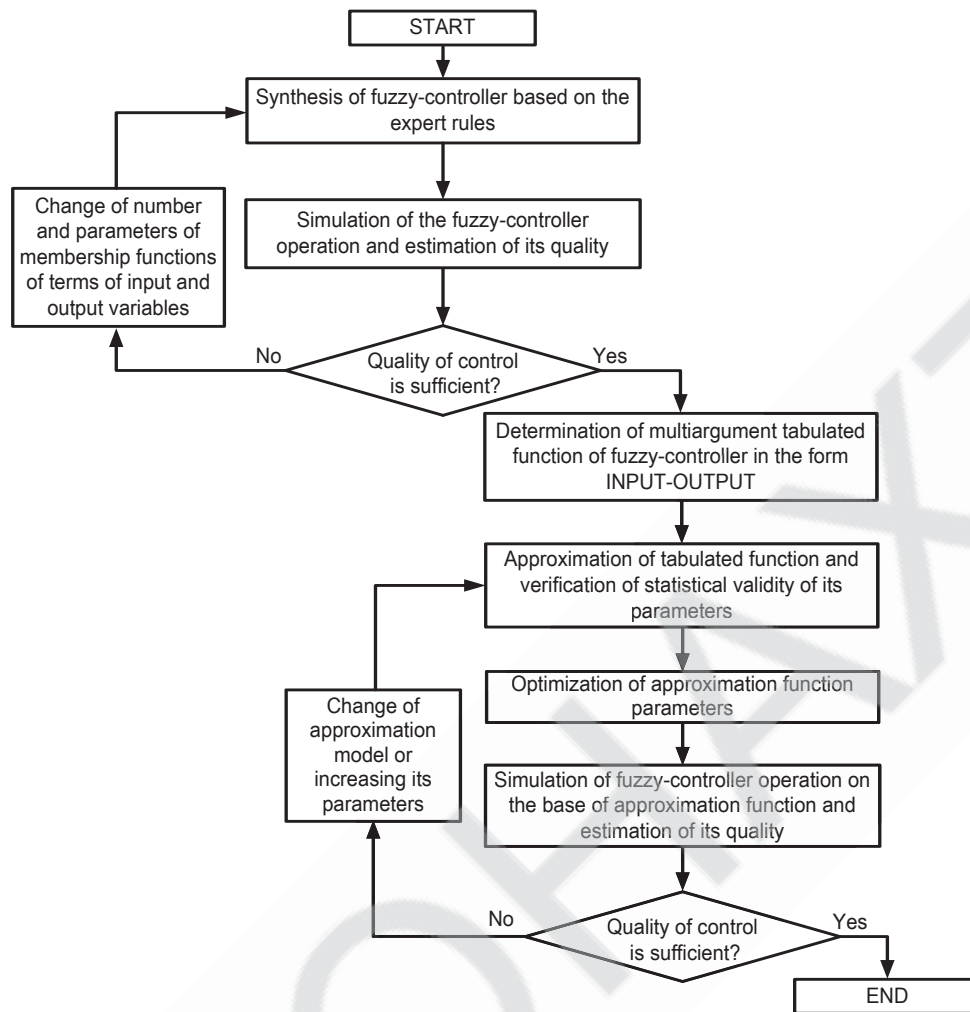 START
Synthesis of fuzzy-controller based on the
expert rules
Change of number
and parameters of
membership functions
of terms of input and
output variables
Simulation of the fuzzy-controller
operation and estimation of its quality
No
Quality of control
is sufficient?
Yes
Determination of multiargument tabulated
function of fuzzy-controller in the form
INPUT-OUTPUT
Approximation of tabulated function and
verification of statistical validity of its
parameters
Optimization of approximation function
parameters
Change of
approximation
model or
increasing its
parameters
Simulation of fuzzy-controller operation on
the base of approximation function and
estimation of its quality
No
Quality of control
is sufficient?
Yes
END